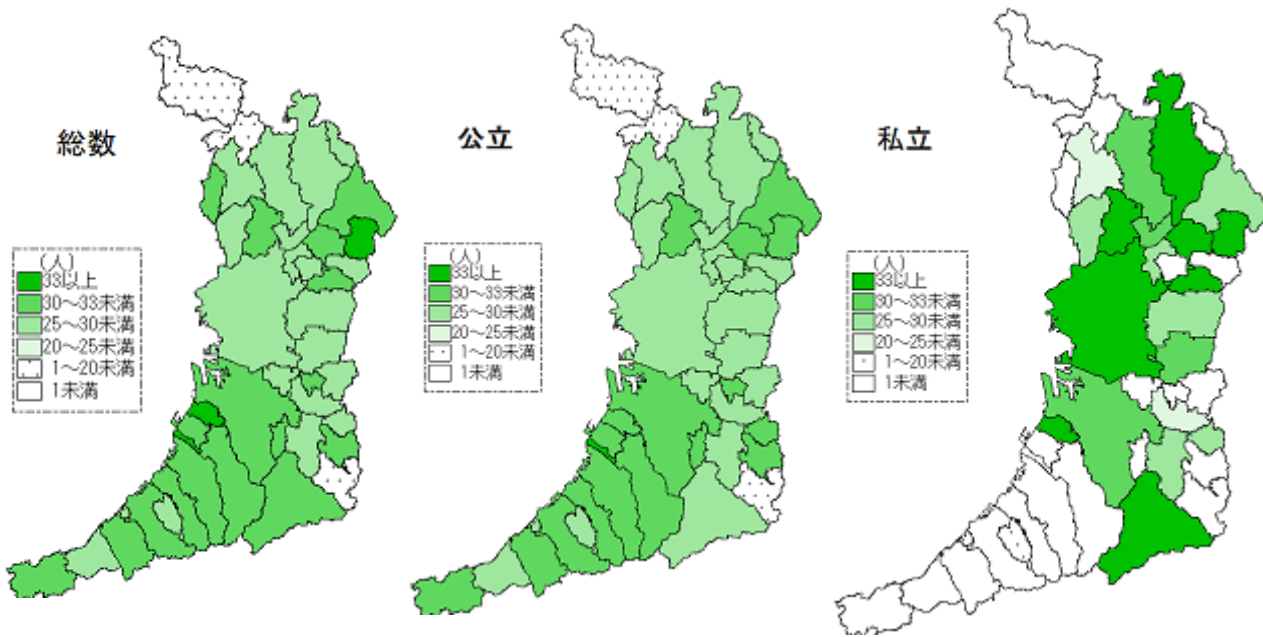 総数
(人)
33以上
30～33未満
25～30未満
20～25未満
1～20未満
1未満
公立
(人)
33以上
30～33未満
25～30未満
20～25未満
1～20未満
1未満
私立
(人)
33以上
30～33未満
25～30未満
20～25未満
1～20未満
1未満